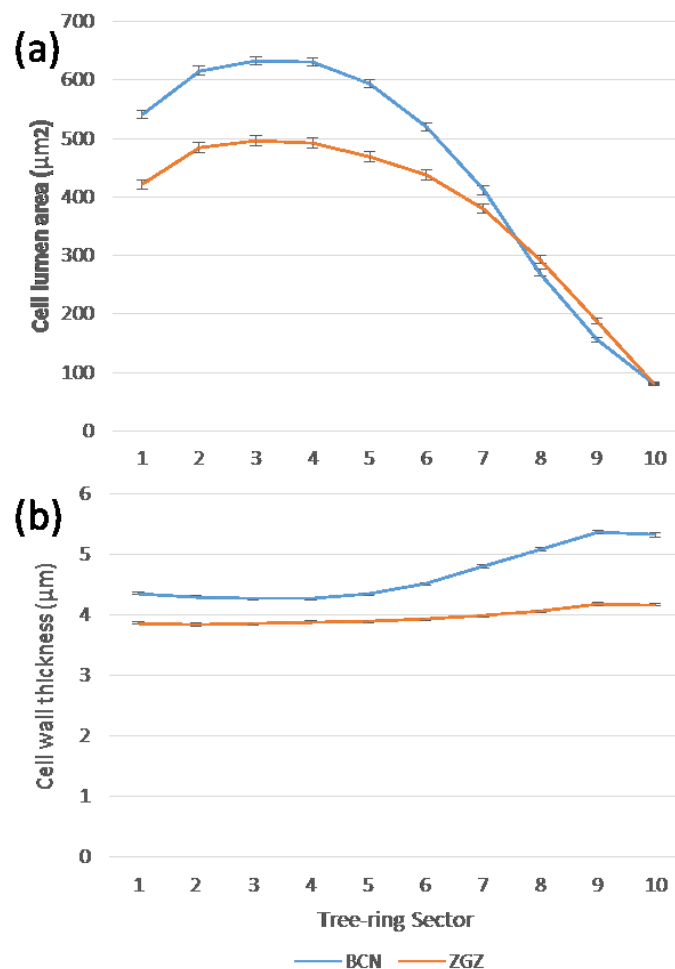 (a)
Cell lumen area (μm2)
700
600
500
400
300
200
100
0
1 2 3 4 5 6 7 8 9 10
(b)
Cell wall thickness (μm)
6
5
4
3
2
1
0
1 2 3 4 5 6 7 8 9 10
Tree-ring Sector
BCN ZGZ